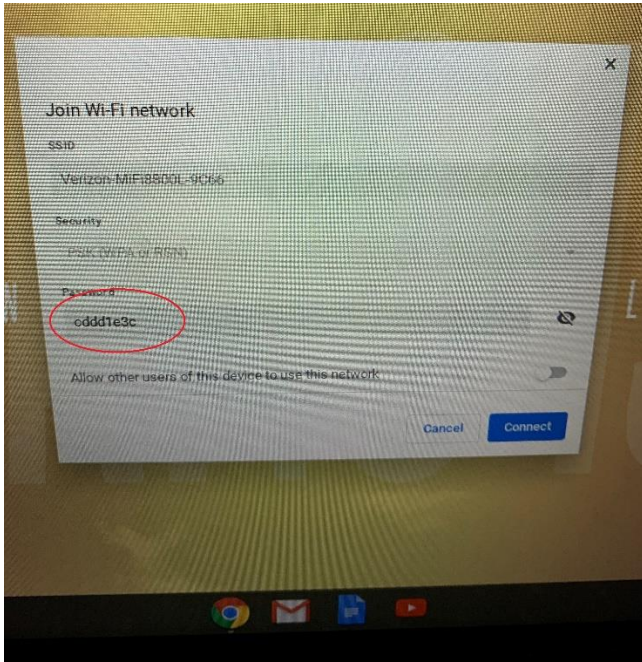 Join Wi-Fi network
SSID
Verizon-MiFi8800L-9C66
Security
PSK (WPA or RSN)
Password
cddd1e3c
Allow other users of this device to use this network
Cancel
Connect